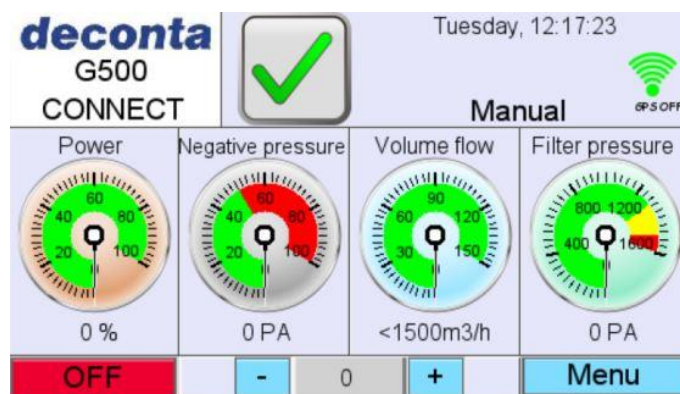 deconta
G500
CONNECT
Tuesday, 12:17:23
Manual
GPS OFF
Power
20 40 60 80 100
0 %
Negative pressure
20 40 60 80 100
0 PA
Volume flow
30 60 90 120 150
<1500m3/h
Filter pressure
400 800 1200 1600
0 PA
OFF
-
0
+
Menu